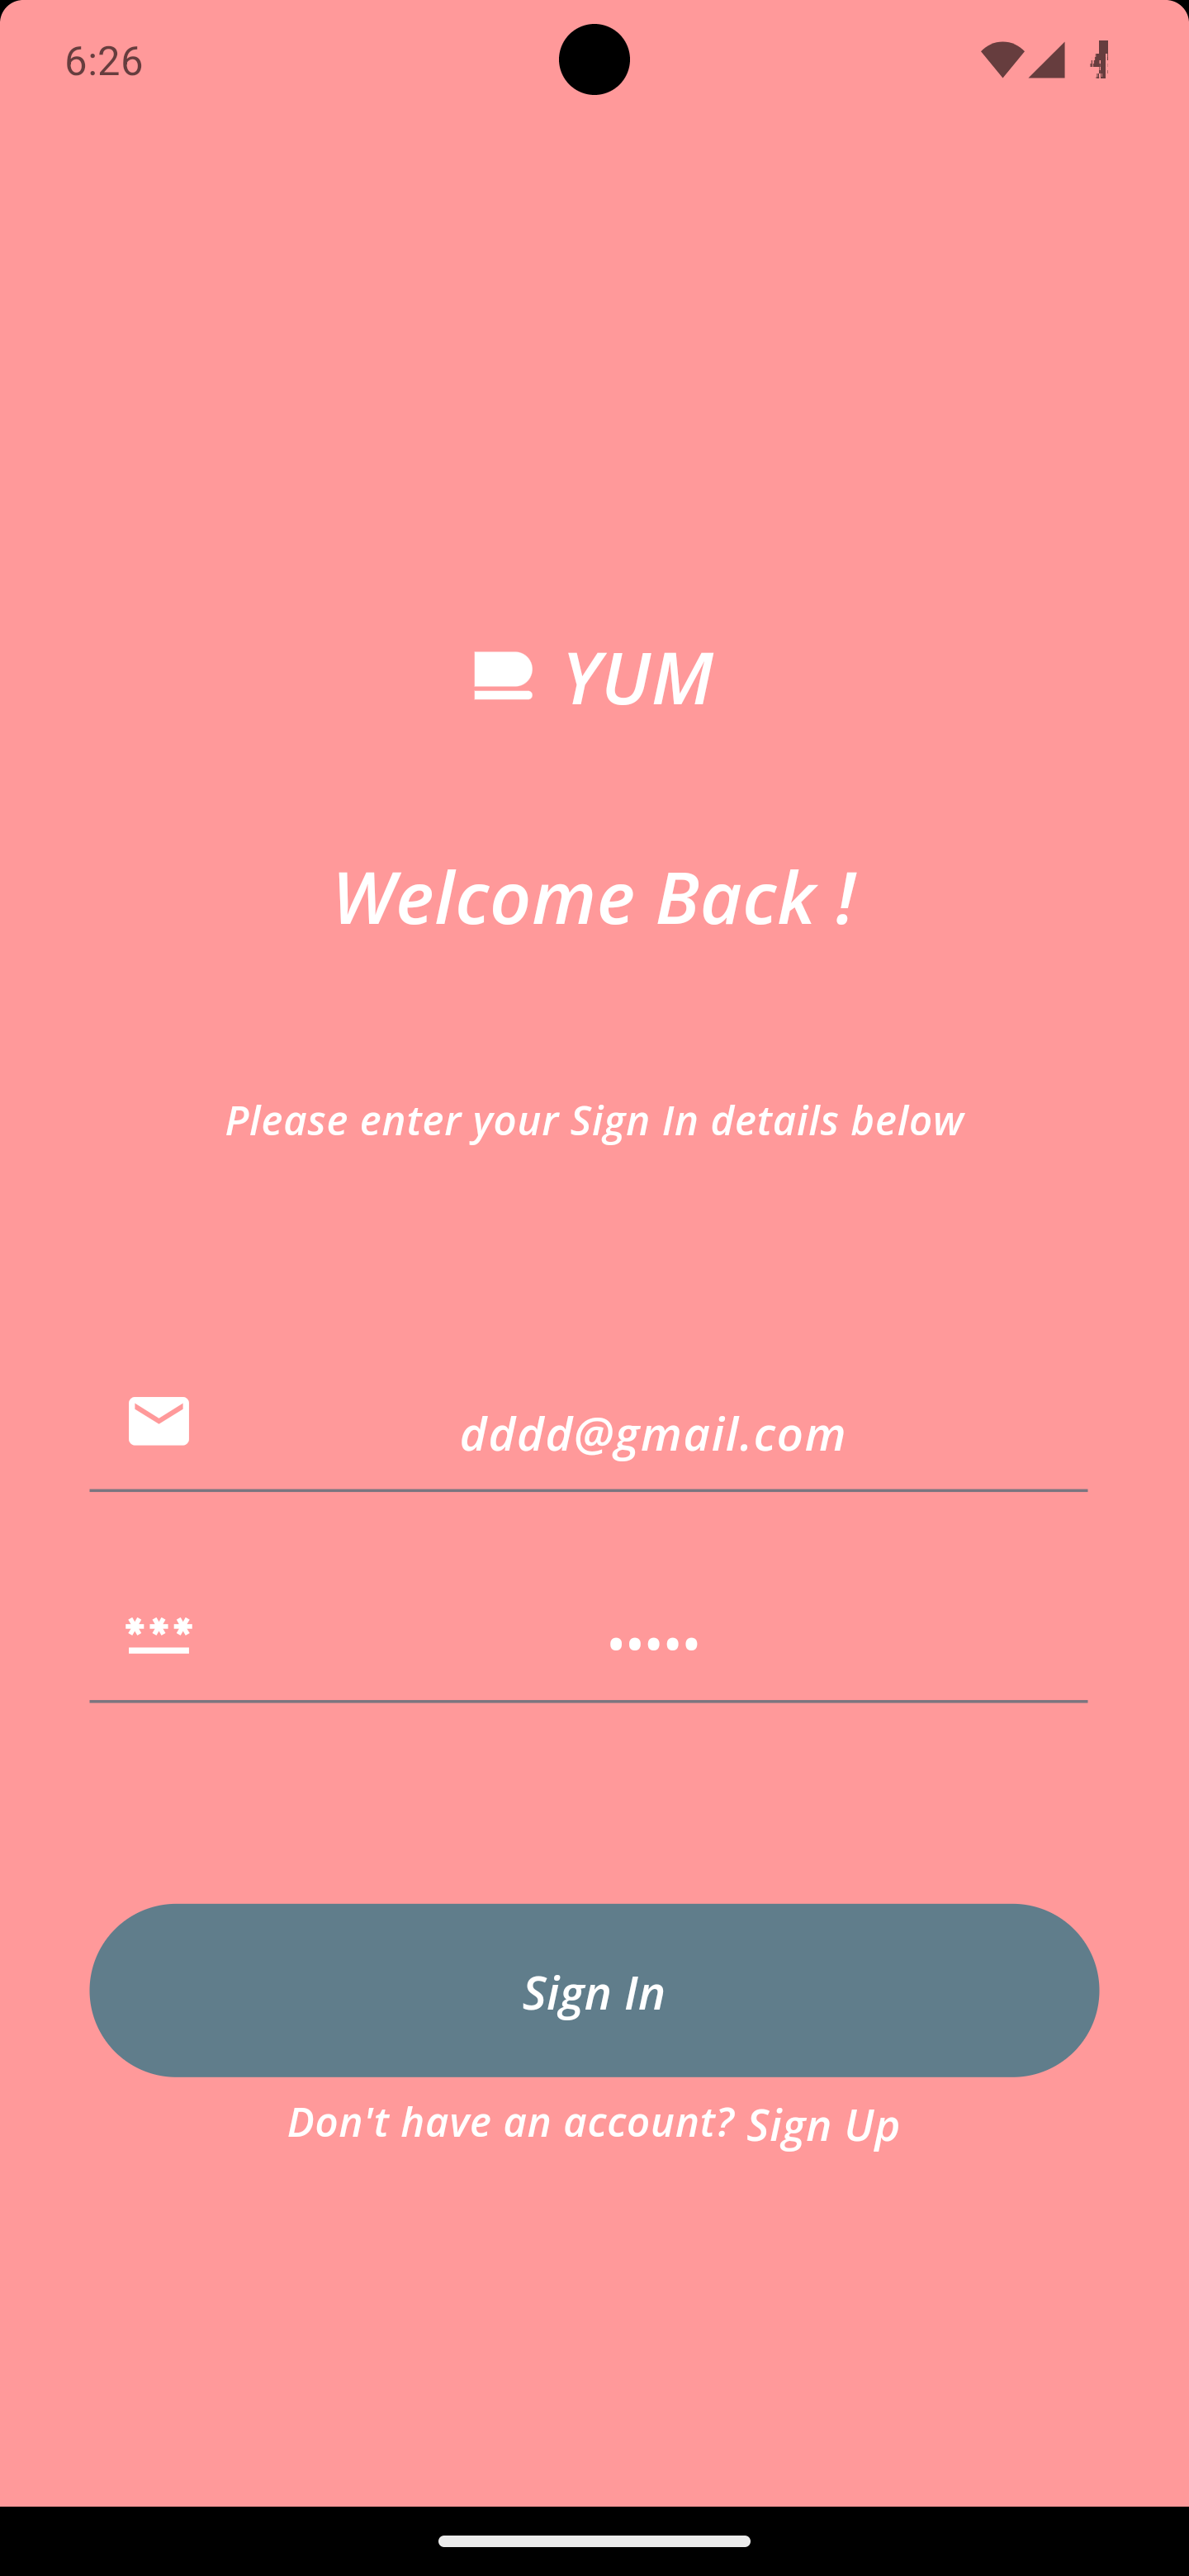 6:26
YUM
Welcome Back !
Please enter your Sign In details below
dddd@gmail.com
•••••
Sign In
Don't have an account? Sign Up